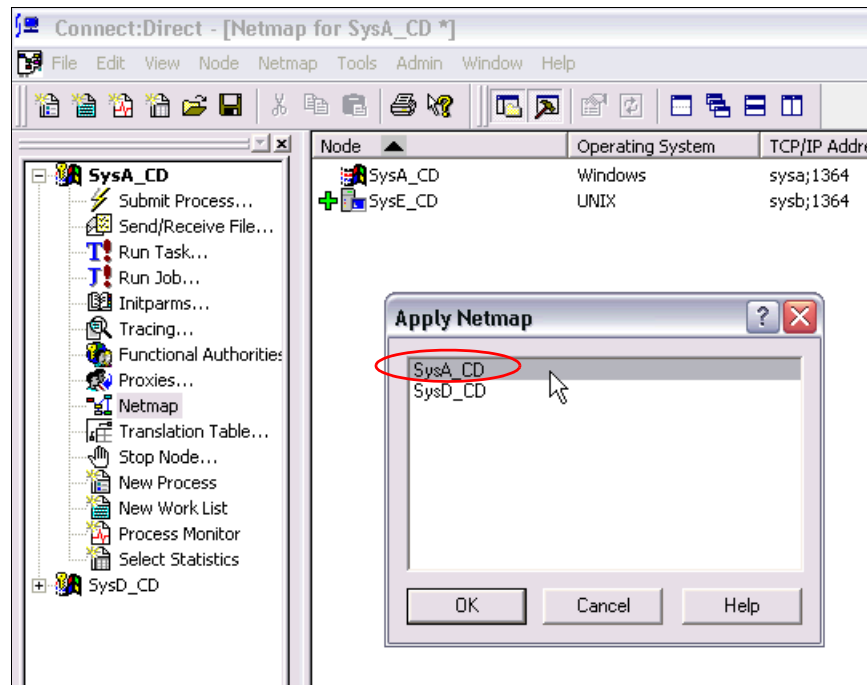 Connect:Direct - [Netmap for SysA_CD *]
File Edit View Node Netmap Tools Admin Window Help
Node Operating System TCP/IP Addre
SysA_CD Windows sysa;1364
SysE_CD UNIX sysb;1364
SysA_CD
Submit Process...
Send/Receive File...
Run Task...
Run Job...
Initparms...
Tracing...
Functional Authorities
Proxies...
Netmap
Translation Table...
Stop Node...
New Process
New Work List
Process Monitor
Select Statistics
SysD_CD
Apply Netmap
SysA_CD
SysD_CD
OK Cancel Help